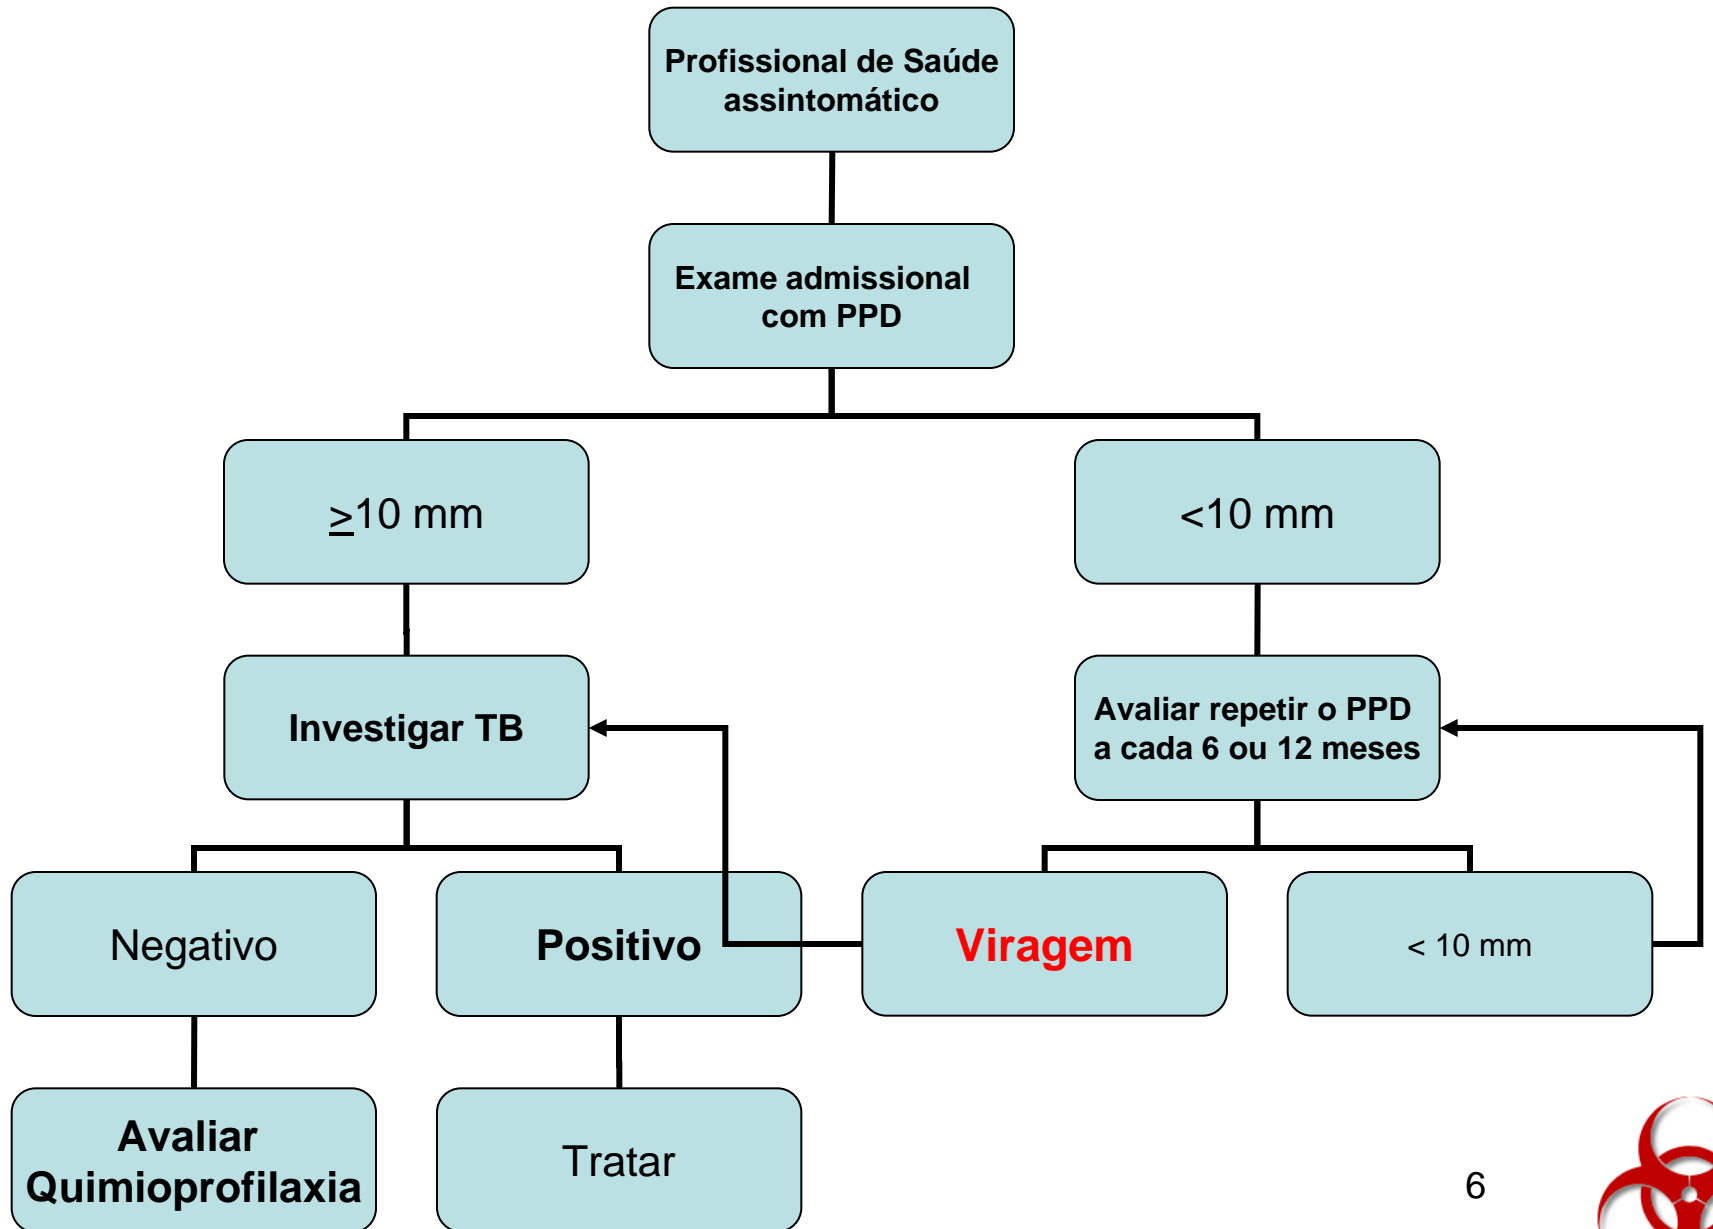 Profissional de Saúde
assintomático
Exame admissional
com PPD
≥10 mm
<10 mm
Investigar TB
Avaliar repetir o PPD
a cada 6 ou 12 meses
Negativo
Positivo
Viragem
< 10 mm
Avaliar
Quimioprofilaxia
Tratar
6